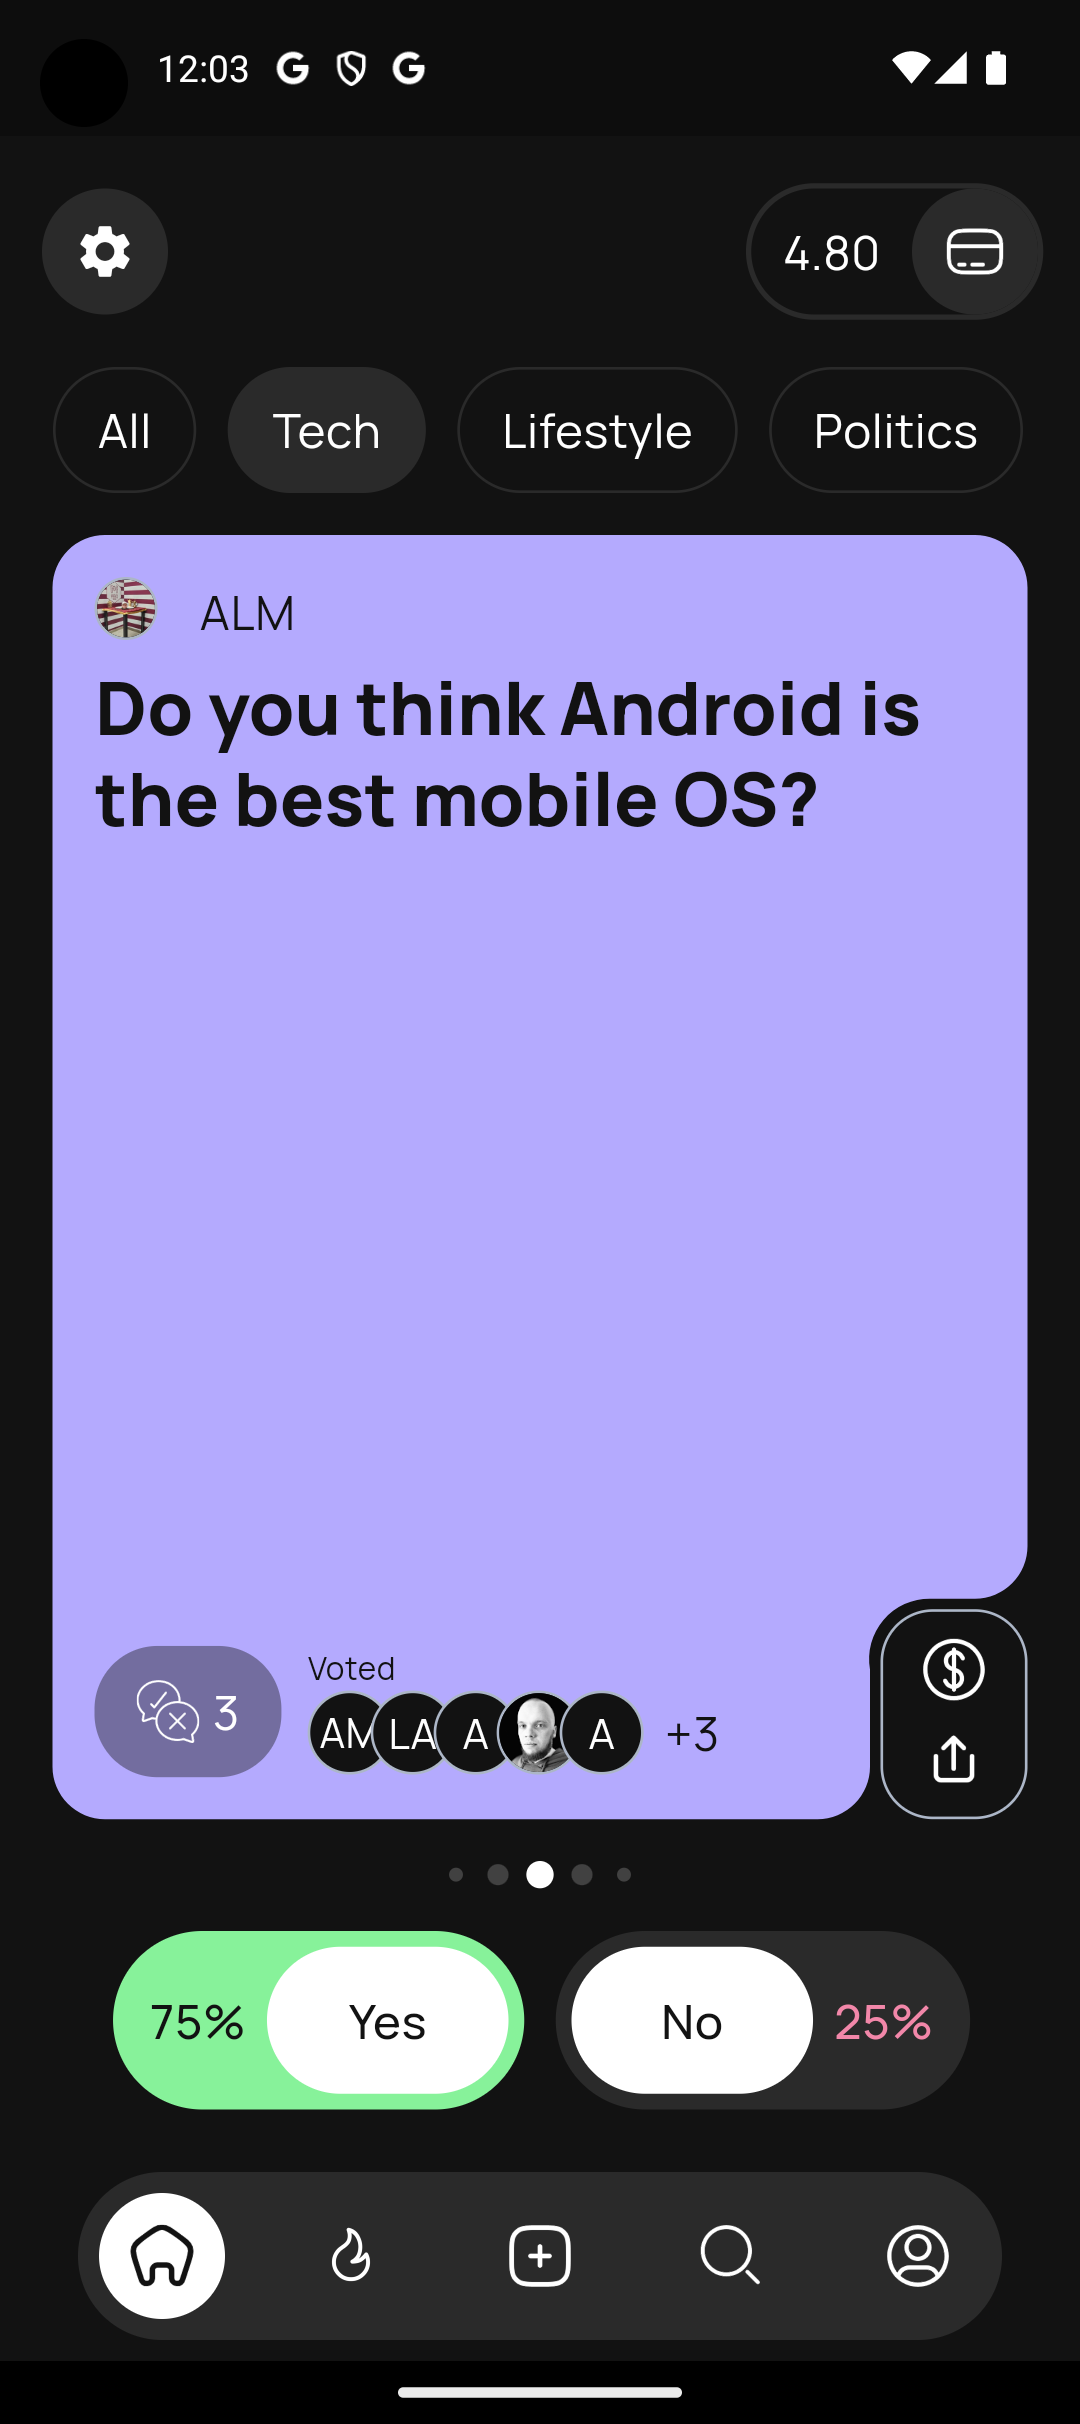 12:03
4.80
All Tech Lifestyle Politics
ALM
Do you think Android is
the best mobile OS?
3
Voted
AM LA A A +3
75% Yes No 25%